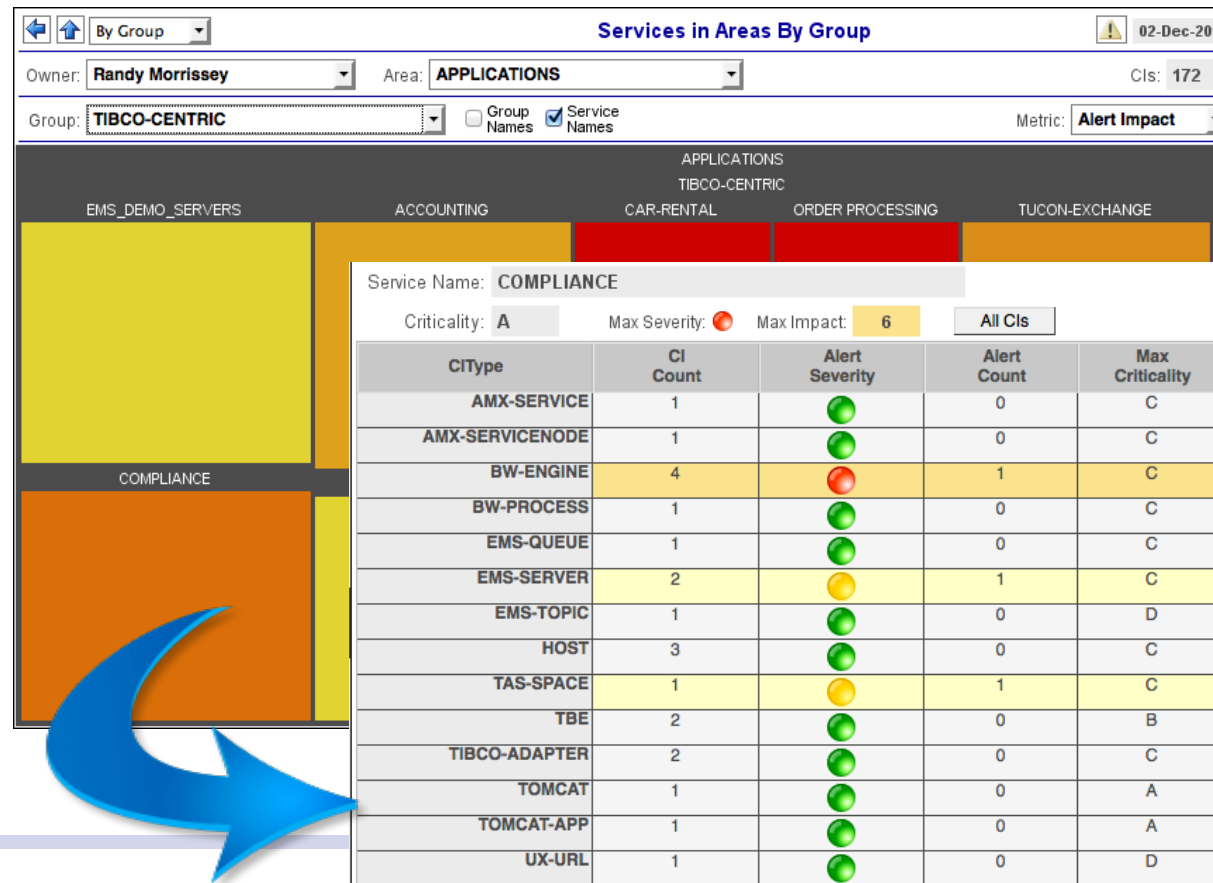 By Group
Services in Areas By Group
02-Dec-20
Owner: Randy Morrissey Area: APPLICATIONS CIs: 172
Group: TIBCO-CENTRIC Group Names Service Names Metric: Alert Impact
APPLICATIONS
TIBCO-CENTRIC
EMS_DEMO_SERVERS ACCOUNTING CAR-RENTAL ORDER PROCESSING TUCON-EXCHANGE
COMPLIANCE
Service Name: COMPLIANCE
Criticality: A Max Severity: Max Impact: 6 All CIs
CIType CI Count Alert Severity Alert Count Max Criticality
AMX-SERVICE 1 0 C
AMX-SERVICENODE 1 0 C
BW-ENGINE 4 1 C
BW-PROCESS 1 0 C
EMS-QUEUE 1 0 C
EMS-SERVER 2 1 C
EMS-TOPIC 1 0 D
HOST 3 0 C
TAS-SPACE 1 1 C
TBE 2 0 B
TIBCO-ADAPTER 2 0 C
TOMCAT 1 0 A
TOMCAT-APP 1 0 A
UX-URL 1 0 D